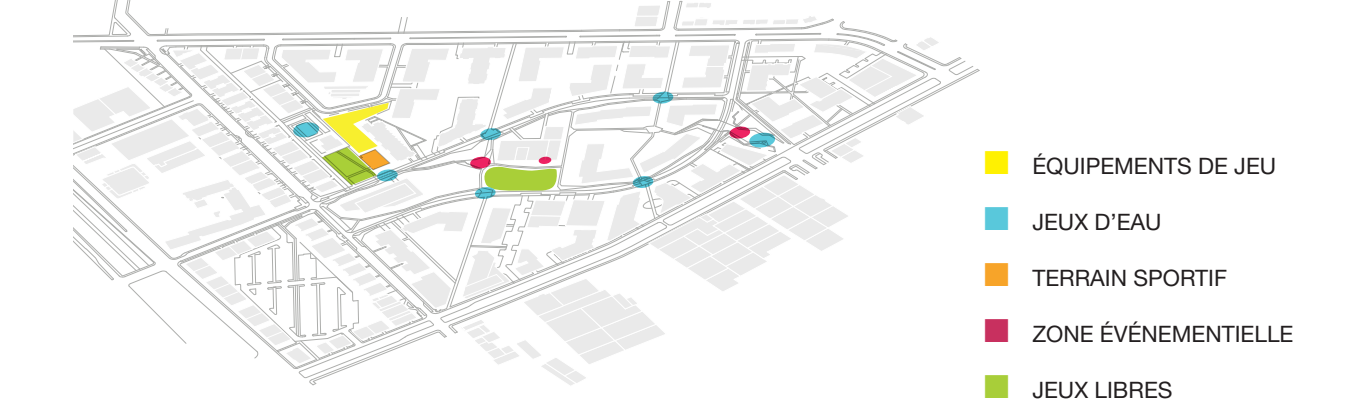 ÉQUIPEMENTS DE JEU
JEUX D'EAU
TERRAIN SPORTIF
ZONE ÉVÉNEMENTIELLE
JEUX LIBRES